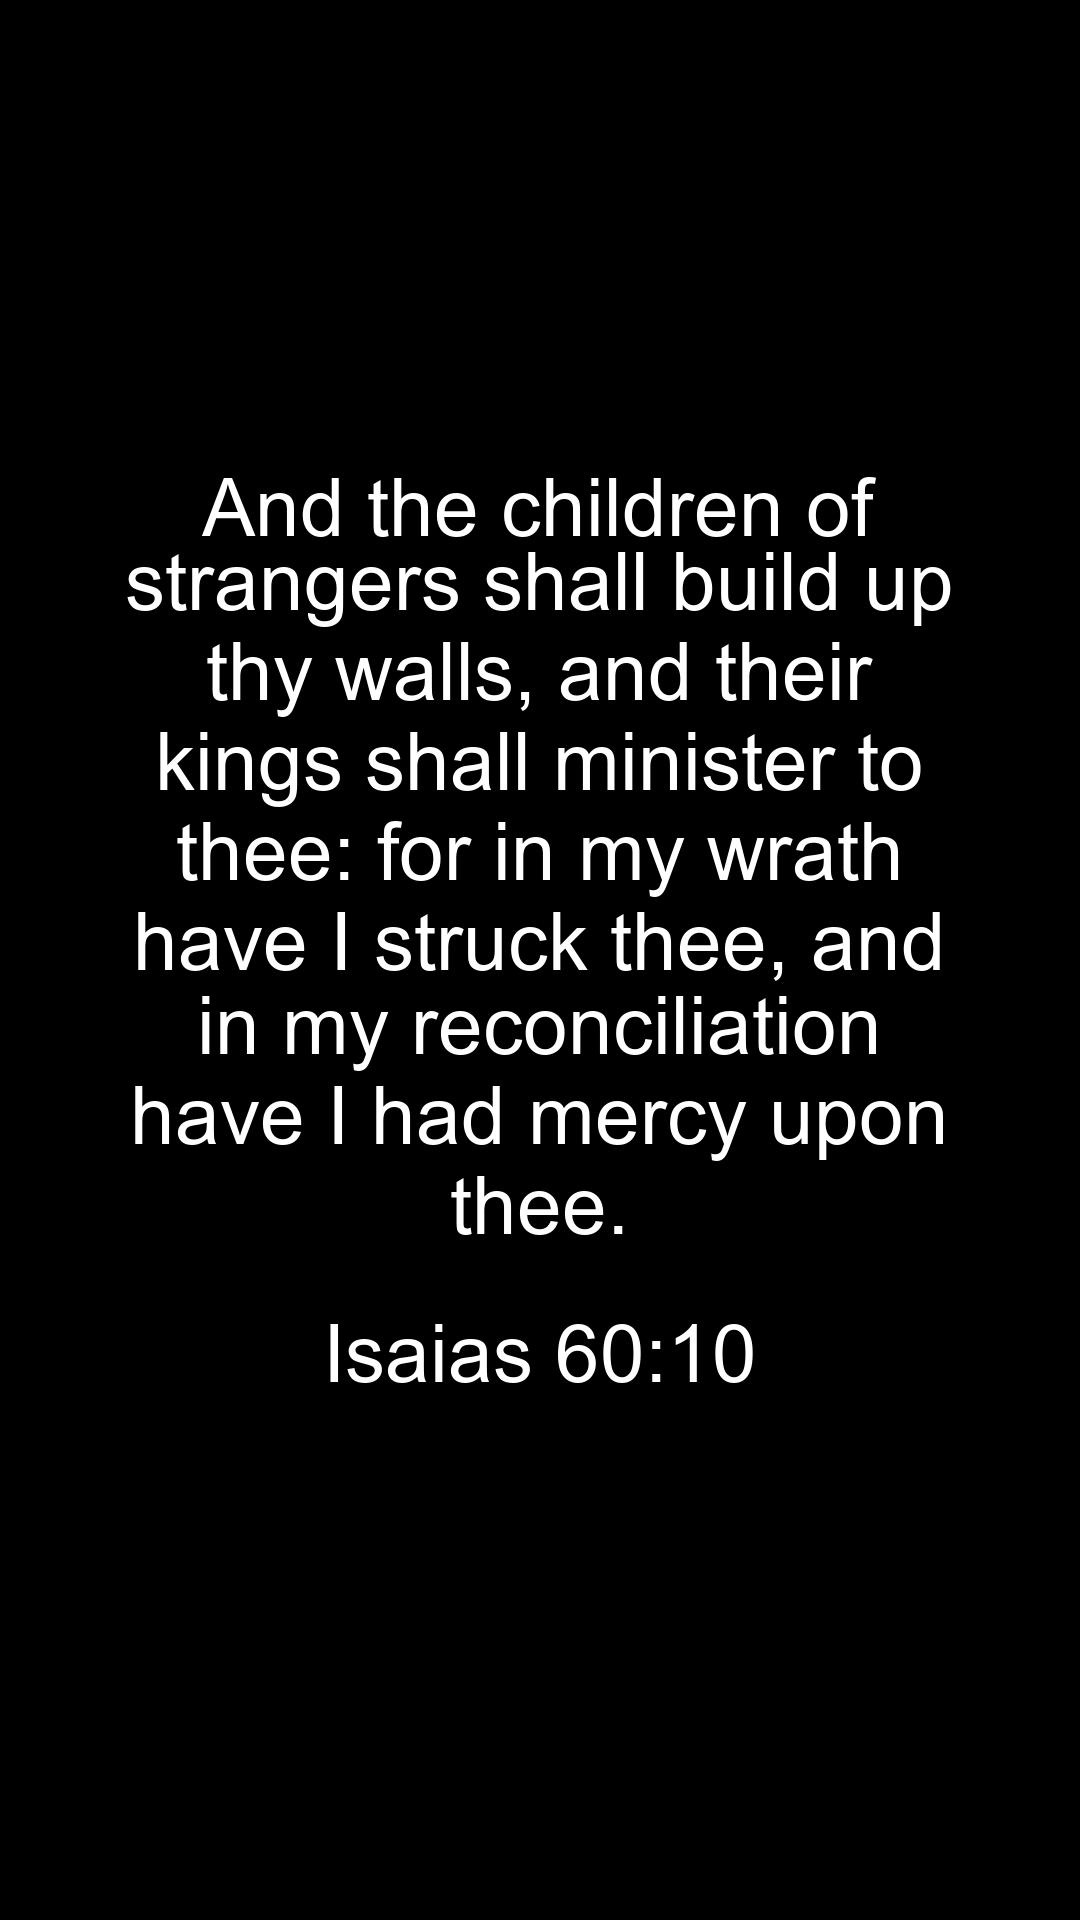 And the children of
strangers shall build up
thy walls, and their
kings shall minister to
thee: for in my wrath
have I struck thee, and
in my reconciliation
have I had mercy upon
thee.
Isaias 60:10